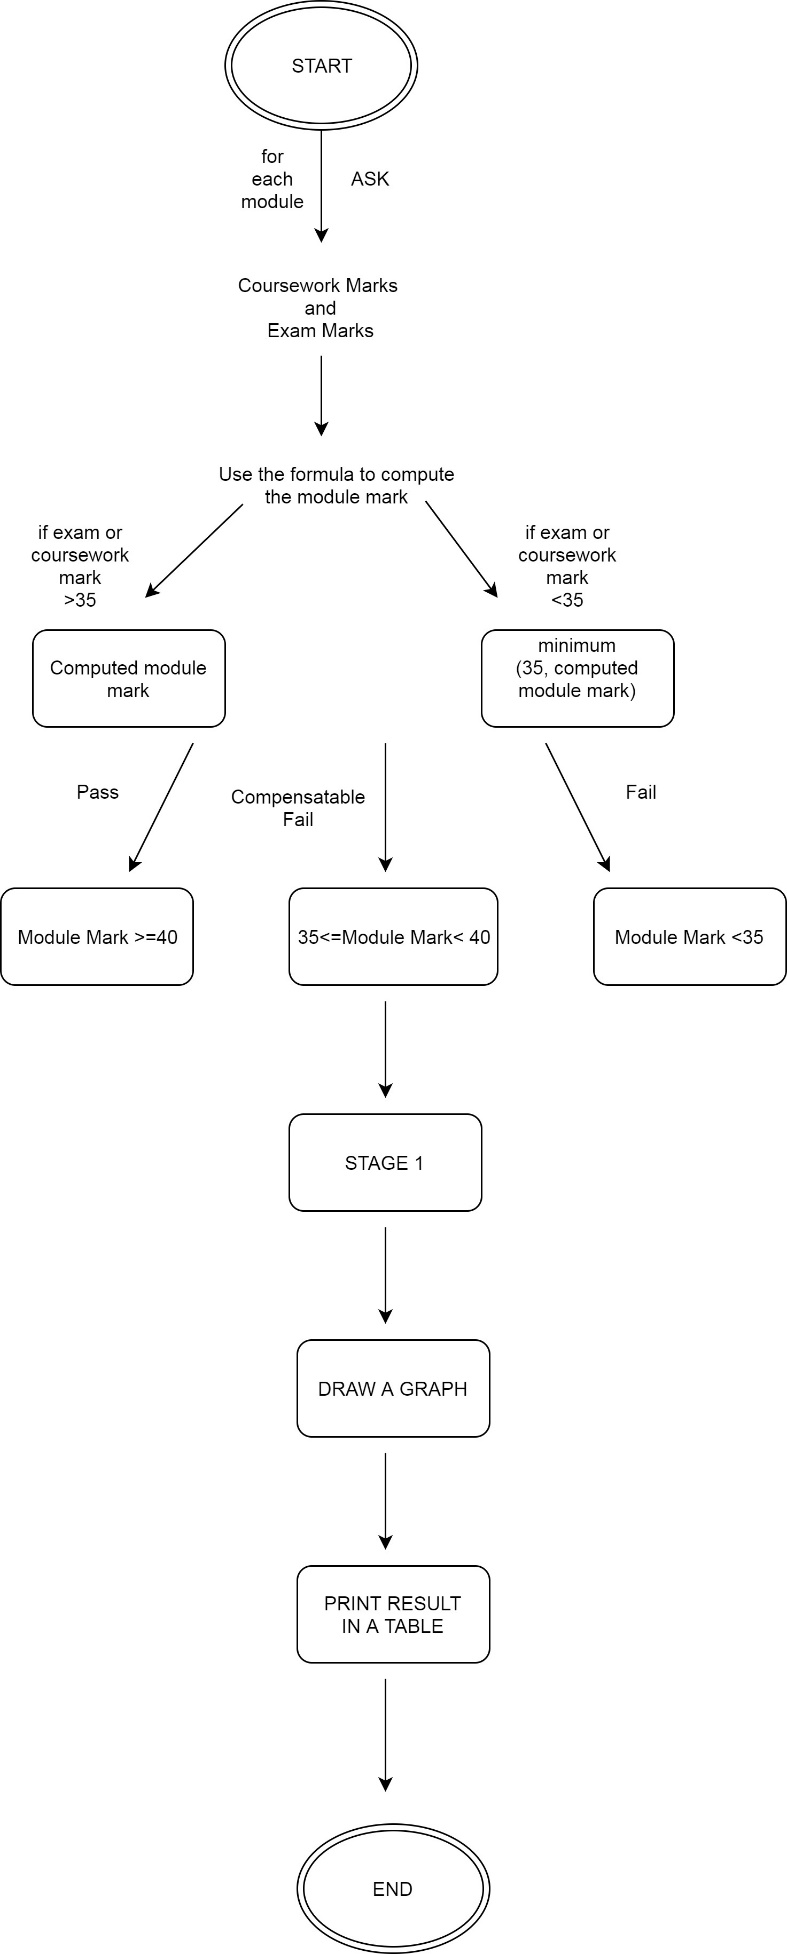 START
for
each
module
ASK
Coursework Marks
and
Exam Marks
Use the formula to compute
the module mark
if exam or
coursework
mark
>35
if exam or
coursework
mark
<35
Computed module
mark
minimum
(35, computed
module mark)
Pass
Compensatable
Fail
Fail
Module Mark >=40
35<=Module Mark< 40
Module Mark <35
STAGE 1
DRAW A GRAPH
PRINT RESULT
IN A TABLE
END